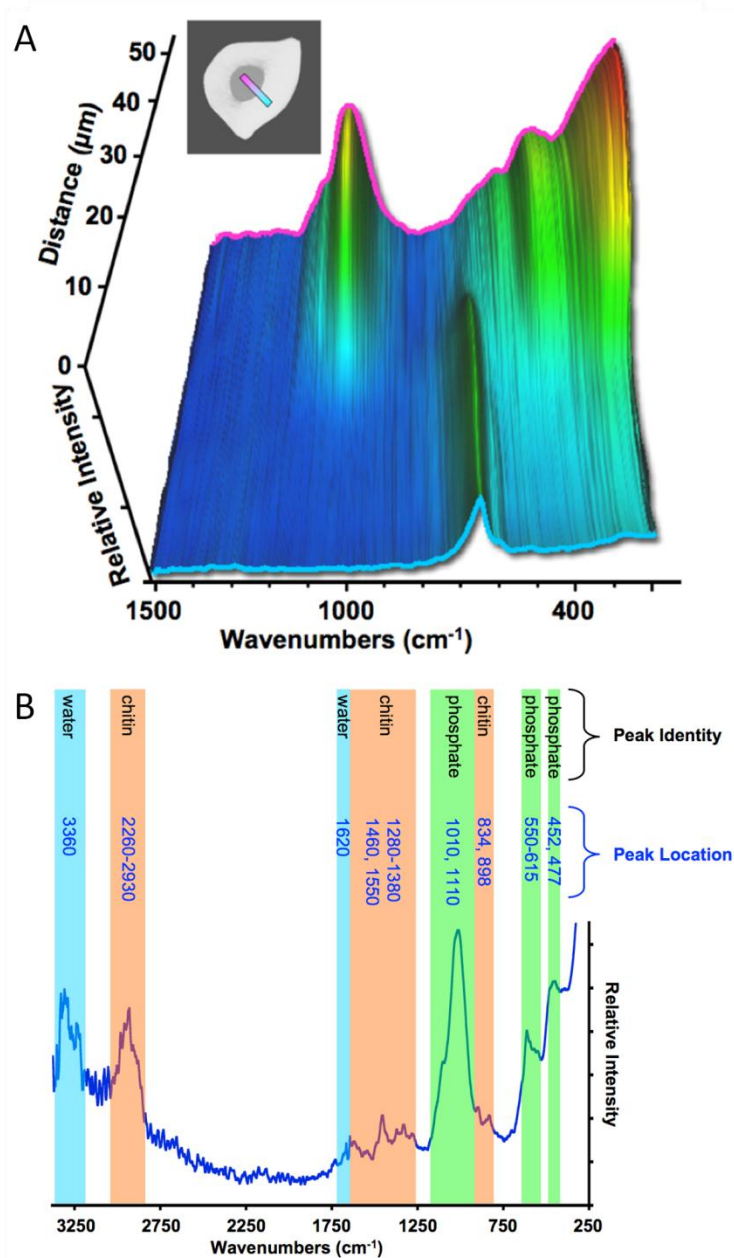 A
50
40
30
20
10
0
Distance (µm)
Relative Intensity
1500
1000
400
Wavenumbers (cm-1)
B
water
chitin
water
chitin
phosphate
chitin
phosphate
phosphate
Peak Identity
3360
2260-2930
1620
1280-1380
1460, 1550
1010, 1110
834, 898
550-615
452, 477
Peak Location
Relative Intensity
3250
2750
2250
1750
1250
750
250
Wavenumbers (cm-1)